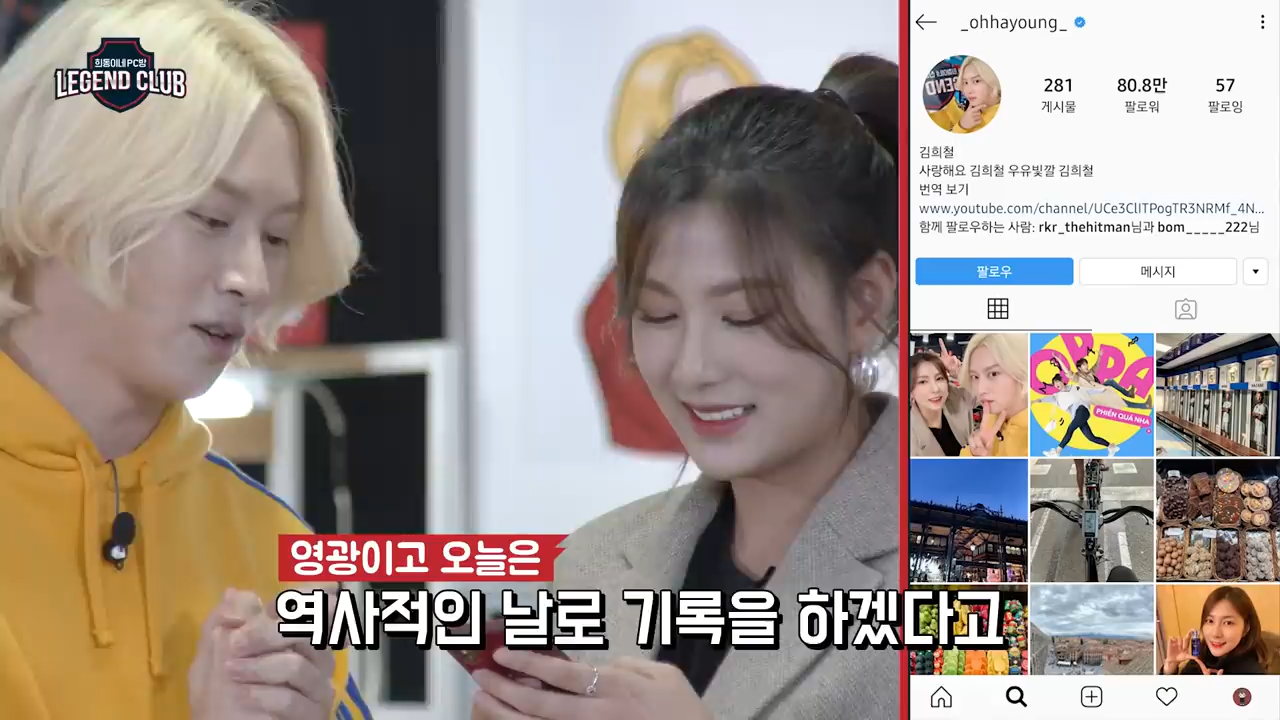 희동이네 PC방
LEGEND CLUB
영광이고 오늘은
역사적인 날로 기록을 하겠다고
_ohhayoung_
281
80.8만
57
게시물
팔로워
팔로잉
김희철
사랑해요 김희철 우유빛깔 김희철
번역 보기
www.youtube.com/channel/UCe3ClITPogTR3NRMf_4N...
함께 팔로우하는 사람: rkr_thehitman님과 bom_____222님
팔로우
메시지
OPPA
PHIỀN QUÁ NHA